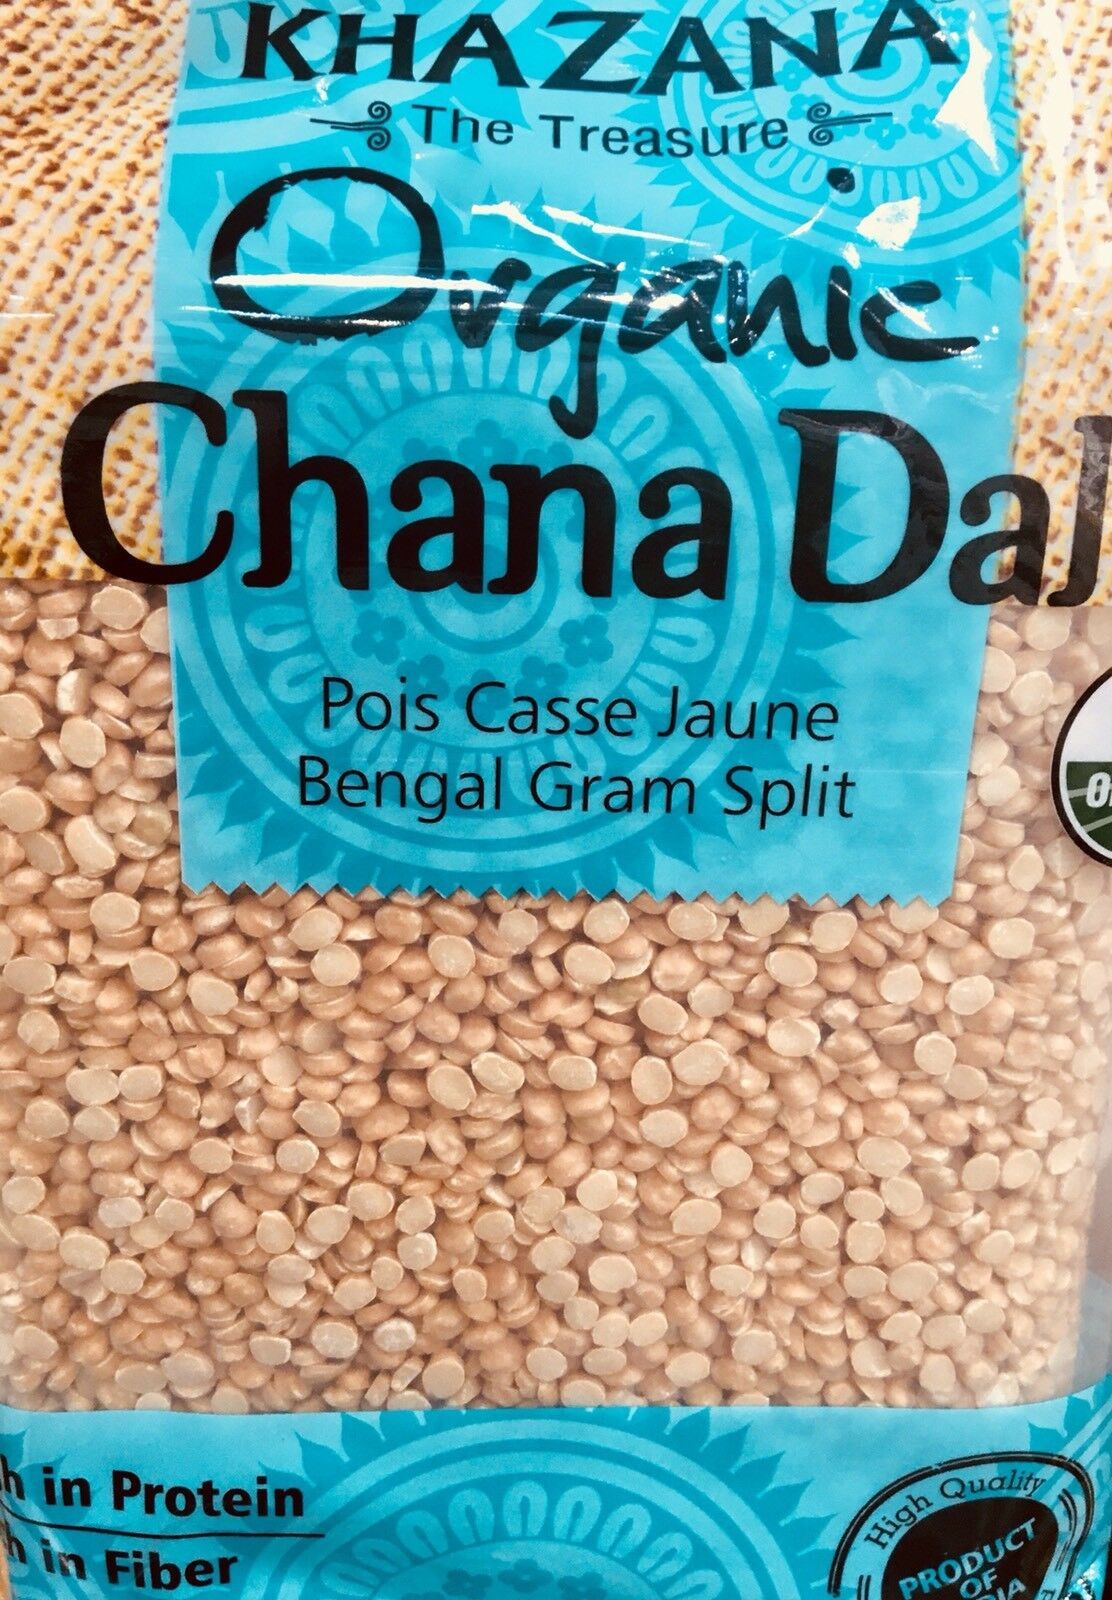 KHAZANA
The Treasure
Organic
Chana Dal
Pois Casse Jaune
Bengal Gram Split
in Protein
in Fiber
High Quality
PRODUCT
OF